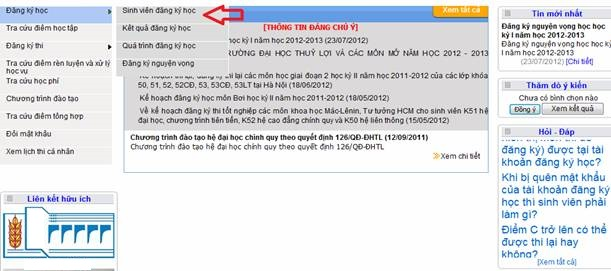 Đăng ký học
Tra cứu điểm học tập
Đăng ký thi
Tra cứu điểm rèn luyện và xử lý học vụ
Tra cứu học phí
Chương trình đào tạo
Tra cứu điểm tổng hợp
Đổi mật khẩu
Xem lịch thi cá nhân
Sinh viên đăng ký học
Kết quả đăng ký học
Quá trình đăng ký học
Đăng ký nguyện vọng
Xem tất cả
[THÔNG TIN ĐÁNG CHÚ Ý]
học kỳ I năm học 2012-2013 (23/07/2012)
TRƯỜNG ĐẠI HỌC THUỶ LỢI VÀ CÁC MÔN MỞ NĂM HỌC 2012 - 2013
Kế hoạch thi lại, đăng ký thi lại các môn học giai đoạn 2 học kỳ II năm học 2011-2012 của các lớp khóa
50, 51, 52, 52CĐ, 53, 53CĐ, 53LT tại Hà Nội (18/06/2012)
Kế hoạch đăng ký học môn Bơi học kỳ II năm học 2011-2012 (18/05/2012)
Về kế hoạch đăng ký thi tốt nghiệp các môn khoa học Mác-Lênin, Tư tưởng HCM cho sinh viên K51 hệ
đại học, chương trình tiên tiến, K52 hệ cao đẳng chính quy và K50 hệ liên thông (15/05/2012)
Chương trình đào tạo hệ đại học chính quy theo quyết định 126/QĐ-ĐHTL (12/09/2011)
Chương trình đào tạo hệ đại học chính quy theo quyết định 126/QĐ-ĐHTL
Xem chi tiết
Liên kết hữu ích
Tin mới nhất
Đăng ký nguyện vọng học học
kỳ I năm học 2012-2013
(23/07/2012) [Chi tiết]
Thăm dò ý kiến
Chưa có bình chọn nào
Đồng ý
Xem kết quả
Hỏi - Đáp
đăng ký) được tại tài
khoản đăng ký học?
Khi bị quên mật khẩu
của tài khoản đăng ký
học thì sinh viên phải
làm gì?
Điểm C trở lên có thể
được thi lại hay
không?
[Xem tất cả]